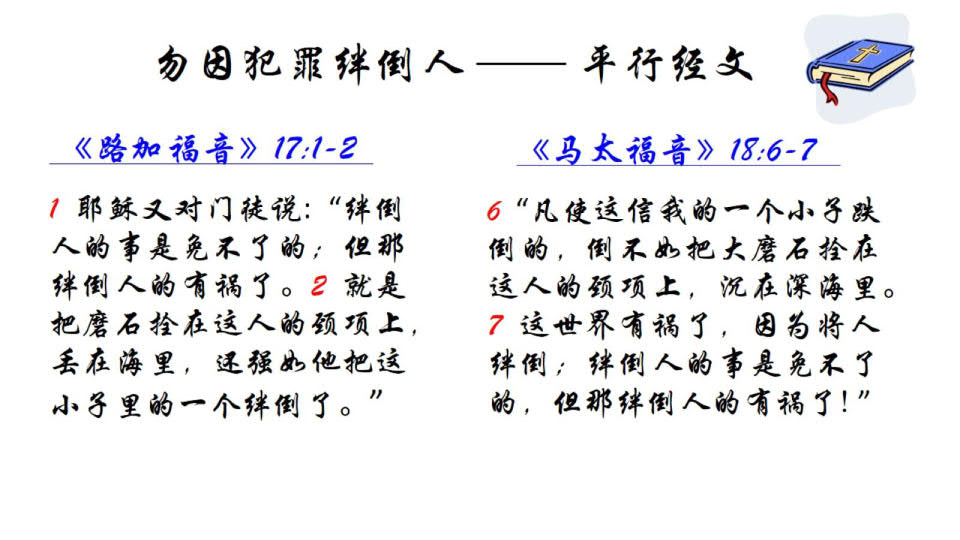 勿因犯罪绊倒人——平行经文
《路加福音》17:1-2
1 耶稣又对门徒说:“绊倒
人的事是免不了的;但那
绊倒人的有祸了。2 就是
把磨石拴在这人的颈项上,
丢在海里,还强如他把这
小子里的一个绊倒了。”
《马太福音》18:6-7
6“凡使这信我的一个小子跌
倒的,倒不如把大磨石拴在
这人的颈项上,沉在深海里。
7 这世界有祸了,因为将人
绊倒;绊倒人的事是免不了
的,但那绊倒人的有祸了!”